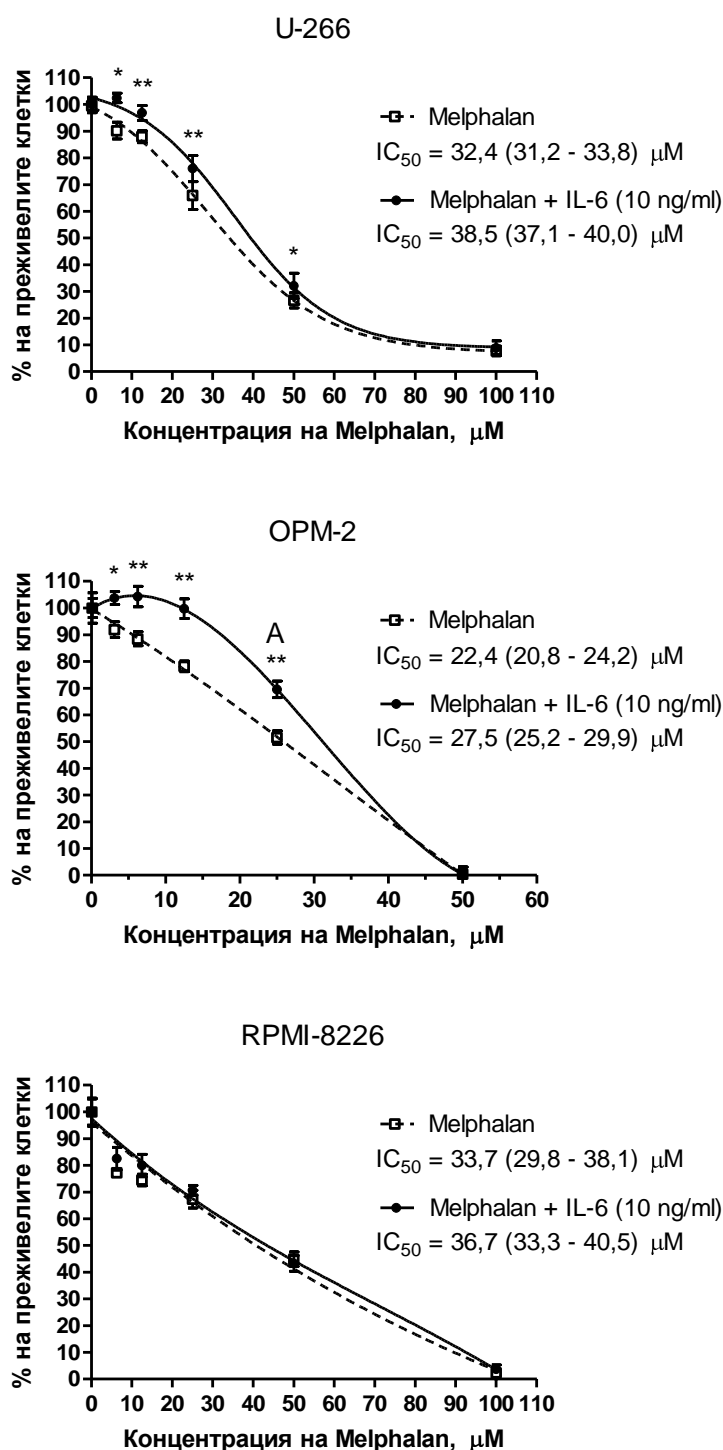 U-266
% на преживелите клетки
110
100
90
80
70
60
50
40
30
20
10
0
* ** ** *
Melphalan
IC50 = 32,4 (31,2 - 33,8) μM
Melphalan + IL-6 (10 ng/ml)
IC50 = 38,5 (37,1 - 40,0) μM
0 10 20 30 40 50 60 70 80 90 100 110
Концентрация на Melphalan, μM
OPM-2
% на преживелите клетки
110
100
90
80
70
60
50
40
30
20
10
0
* ** **
A
**
Melphalan
IC50 = 22,4 (20,8 - 24,2) μM
Melphalan + IL-6 (10 ng/ml)
IC50 = 27,5 (25,2 - 29,9) μM
0 10 20 30 40 50 60
Концентрация на Melphalan, μM
RPMI-8226
% на преживелите клетки
110
100
90
80
70
60
50
40
30
20
10
0
Melphalan
IC50 = 33,7 (29,8 - 38,1) μM
Melphalan + IL-6 (10 ng/ml)
IC50 = 36,7 (33,3 - 40,5) μM
0 10 20 30 40 50 60 70 80 90 100 110
Концентрация на Melphalan, μM